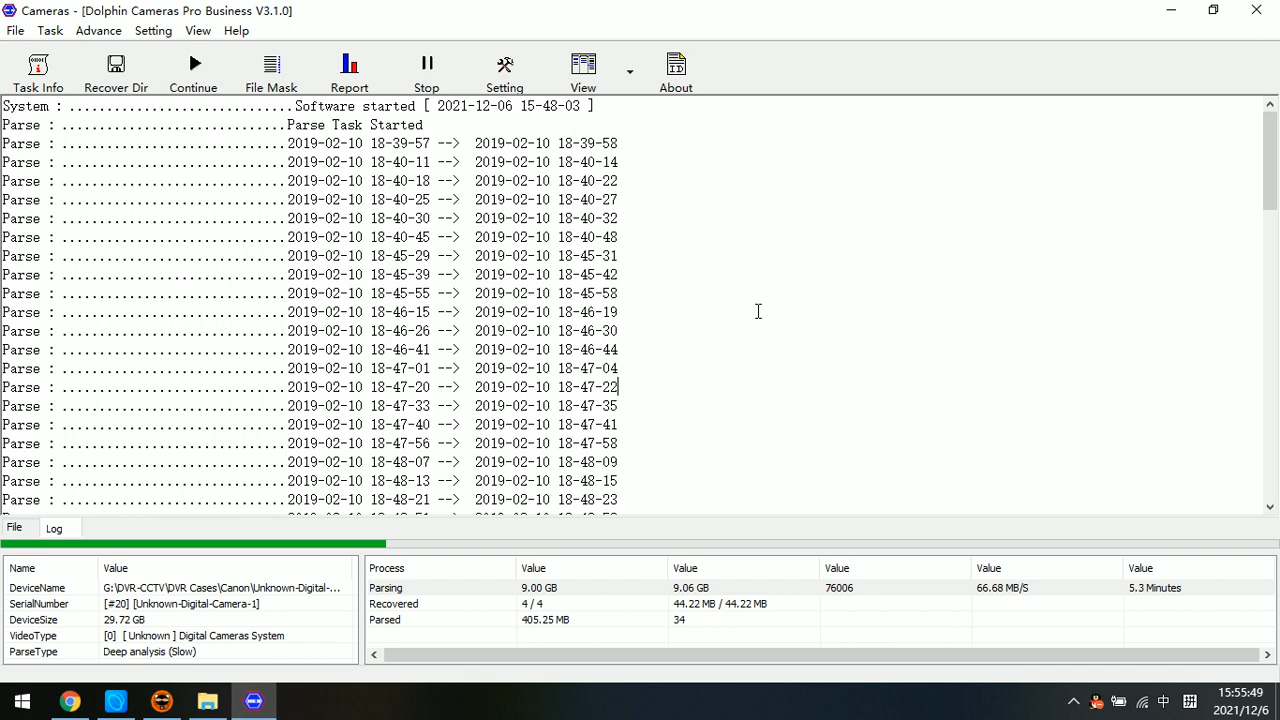 Cameras - [Dolphin Cameras Pro Business V3.1.0]
File Task Advance Setting View Help
Task Info Recover Dir Continue File Mask Report Stop Setting View About
System : ..............................Software started [ 2021-12-06 15-48-03 ]
Parse : ..............................Parse Task Started
Parse : ..............................2019-02-10 18-39-57 --> 2019-02-10 18-39-58
Parse : ..............................2019-02-10 18-40-11 --> 2019-02-10 18-40-14
Parse : ..............................2019-02-10 18-40-18 --> 2019-02-10 18-40-22
Parse : ..............................2019-02-10 18-40-25 --> 2019-02-10 18-40-27
Parse : ..............................2019-02-10 18-40-30 --> 2019-02-10 18-40-32
Parse : ..............................2019-02-10 18-40-45 --> 2019-02-10 18-40-48
Parse : ..............................2019-02-10 18-45-29 --> 2019-02-10 18-45-31
Parse : ..............................2019-02-10 18-45-39 --> 2019-02-10 18-45-42
Parse : ..............................2019-02-10 18-45-55 --> 2019-02-10 18-45-58
Parse : ..............................2019-02-10 18-46-15 --> 2019-02-10 18-46-19
Parse : ..............................2019-02-10 18-46-26 --> 2019-02-10 18-46-30
Parse : ..............................2019-02-10 18-46-41 --> 2019-02-10 18-46-44
Parse : ..............................2019-02-10 18-47-01 --> 2019-02-10 18-47-04
Parse : ..............................2019-02-10 18-47-20 --> 2019-02-10 18-47-22
Parse : ..............................2019-02-10 18-47-33 --> 2019-02-10 18-47-35
Parse : ..............................2019-02-10 18-47-40 --> 2019-02-10 18-47-41
Parse : ..............................2019-02-10 18-47-56 --> 2019-02-10 18-47-58
Parse : ..............................2019-02-10 18-48-07 --> 2019-02-10 18-48-09
Parse : ..............................2019-02-10 18-48-13 --> 2019-02-10 18-48-15
Parse : ..............................2019-02-10 18-48-21 --> 2019-02-10 18-48-23
File Log
Name Value Process Value Value Value Value Value
DeviceName G:\DVR-CCTV\DVR Cases\Canon\Unknown-Digital-... Parsing 9.00 GB 9.06 GB 76006 66.68 MB/S 5.3 Minutes
SerialNumber [#20] [Unknown-Digital-Camera-1] Recovered 4 / 4 44.22 MB / 44.22 MB
DeviceSize 29.72 GB Parsed 405.25 MB 34
VideoType [0] [ Unknown ] Digital Cameras System
ParseType Deep analysis (Slow)
中 拼 15:55:49
2021/12/6